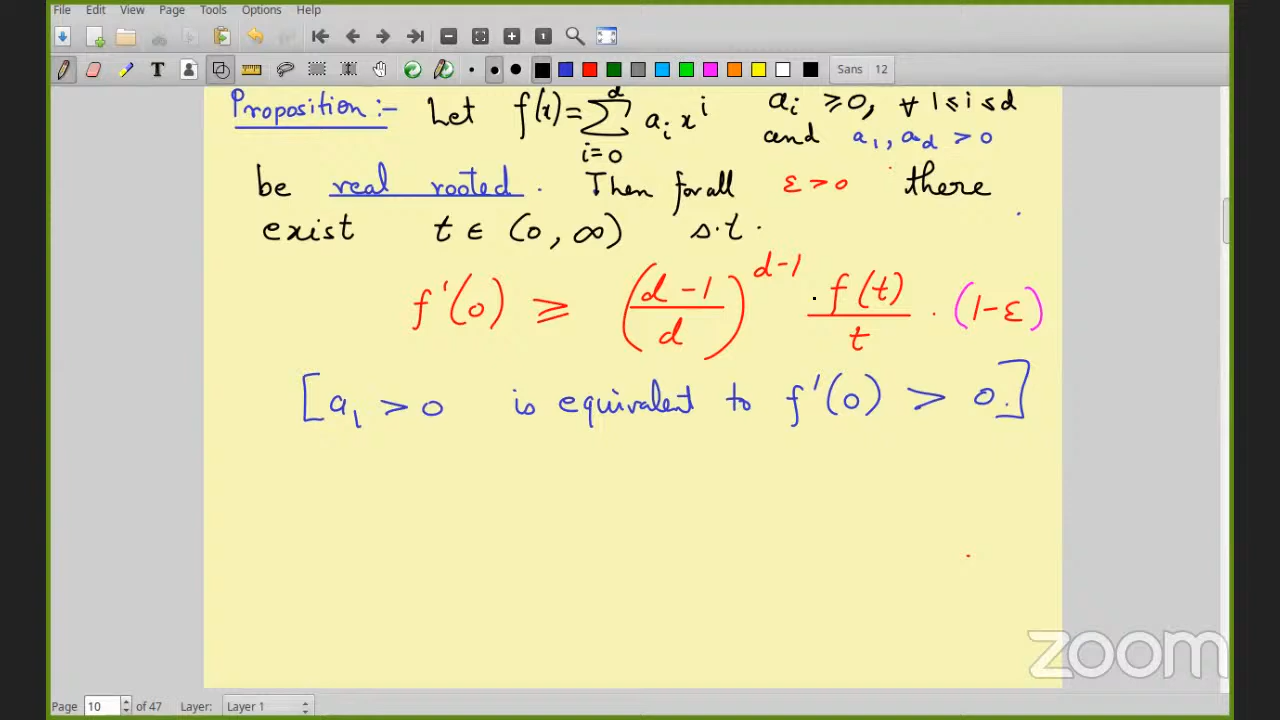 File Edit View Page Tools Options Help
Sans 12
Proposition :- Let f(x) = ∑_{i=0}^{d} a_i x^i a_i ≥ 0, ∀ 1 ≤ i ≤ d
and a_1, a_d > 0
be real rooted. Then for all ε > 0 there
exist t ∈ (0, ∞) s.t.
f'(0) ≥ ((d-1)/d)^{d-1} · f(t)/t · (1-ε)
[a_1 > 0 is equivalent to f'(0) > 0.]
zoom
Page 10 of 47 Layer: Layer 1